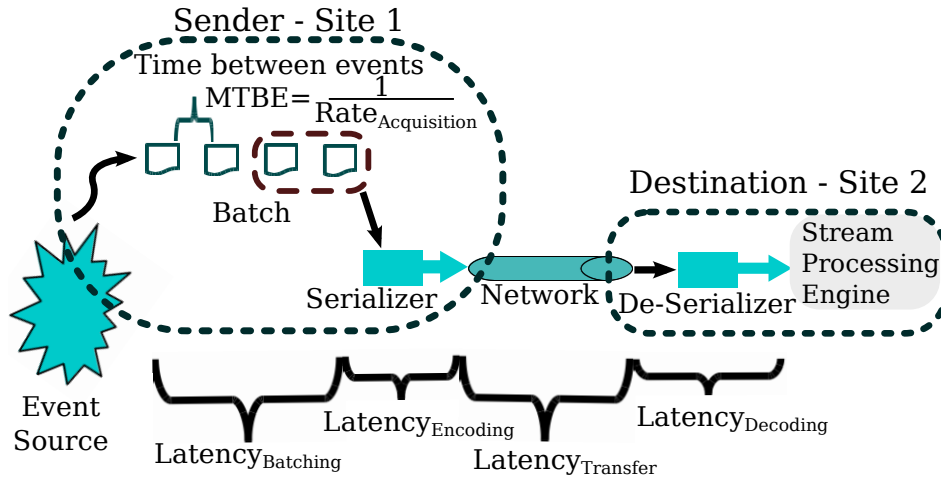 Sender - Site 1
Time between events
MTBE= 1
Rate_Acquisition
Batch
Serializer
Network
Destination - Site 2
Stream
Processing
Engine
De-Serializer
Event
Source
Latency_Batching
Latency_Encoding
Latency_Transfer
Latency_Decoding